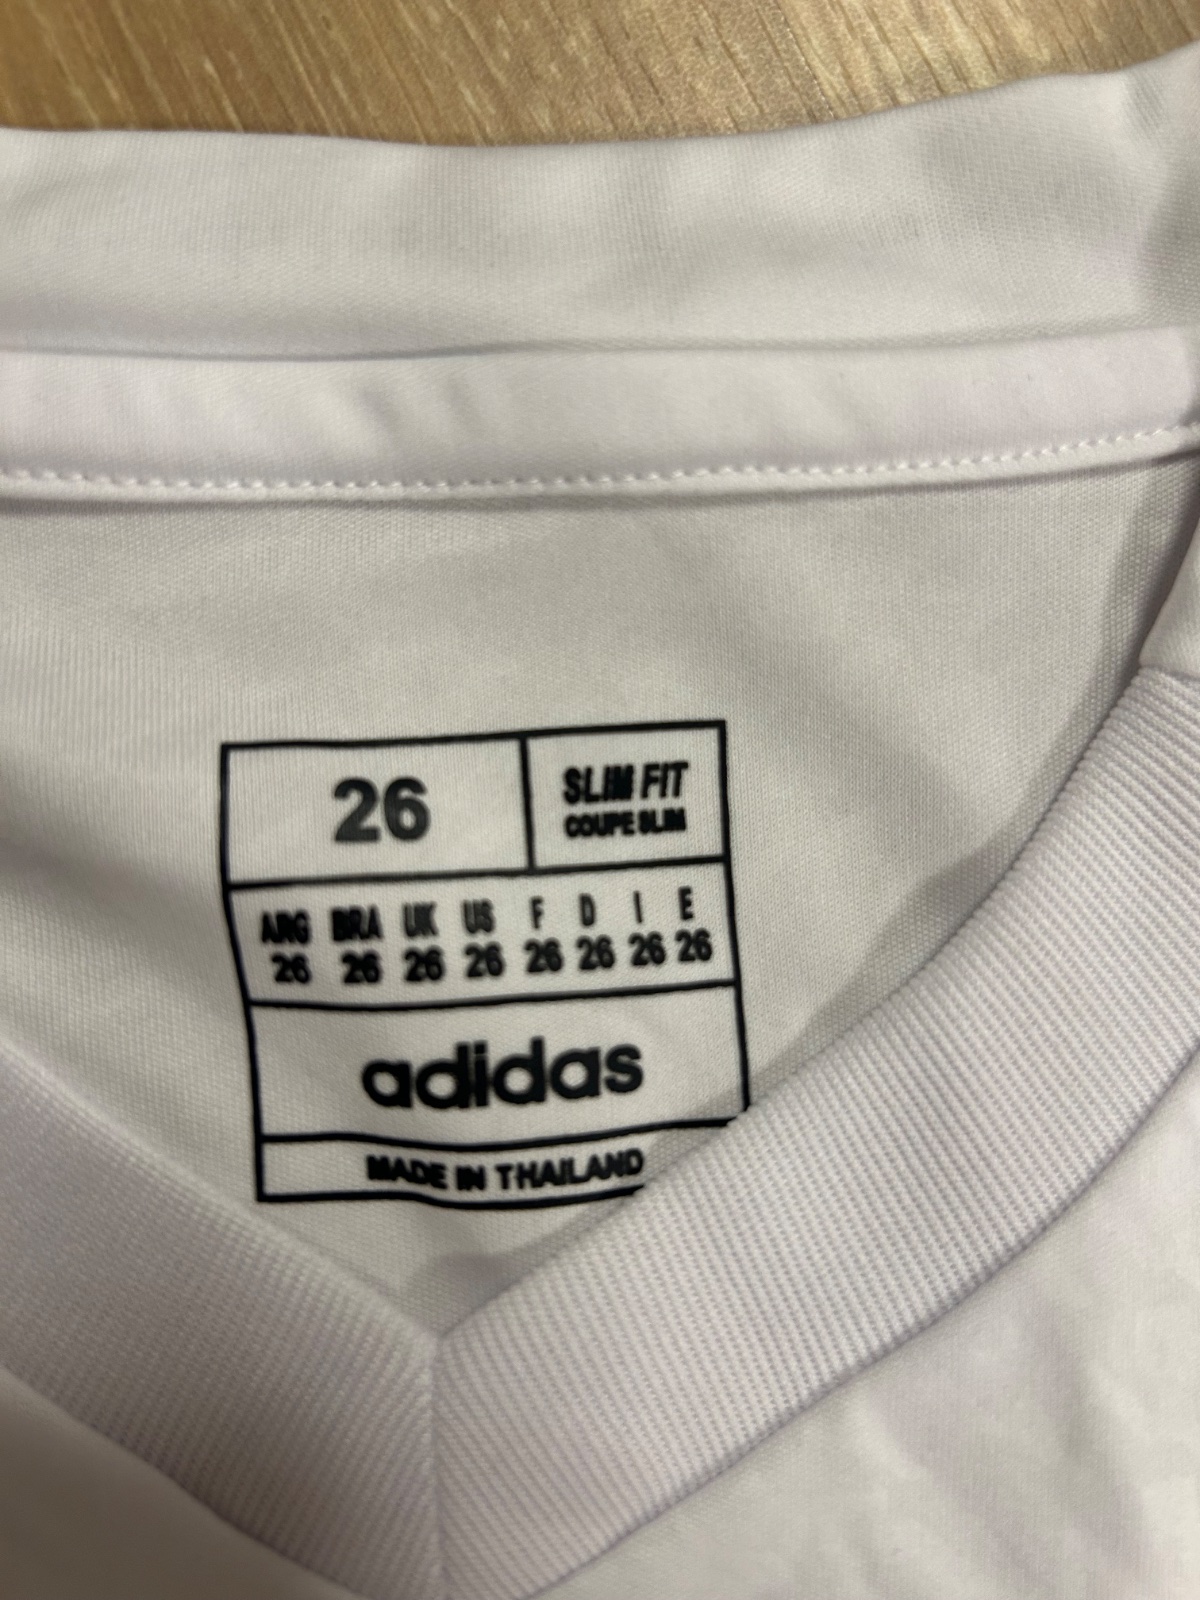 26
SLIM FIT
COUPE SLIM
ARG BRA UK US F D I E
26 26 26 26 26 26 26 26
adidas
MADE IN THAILAND